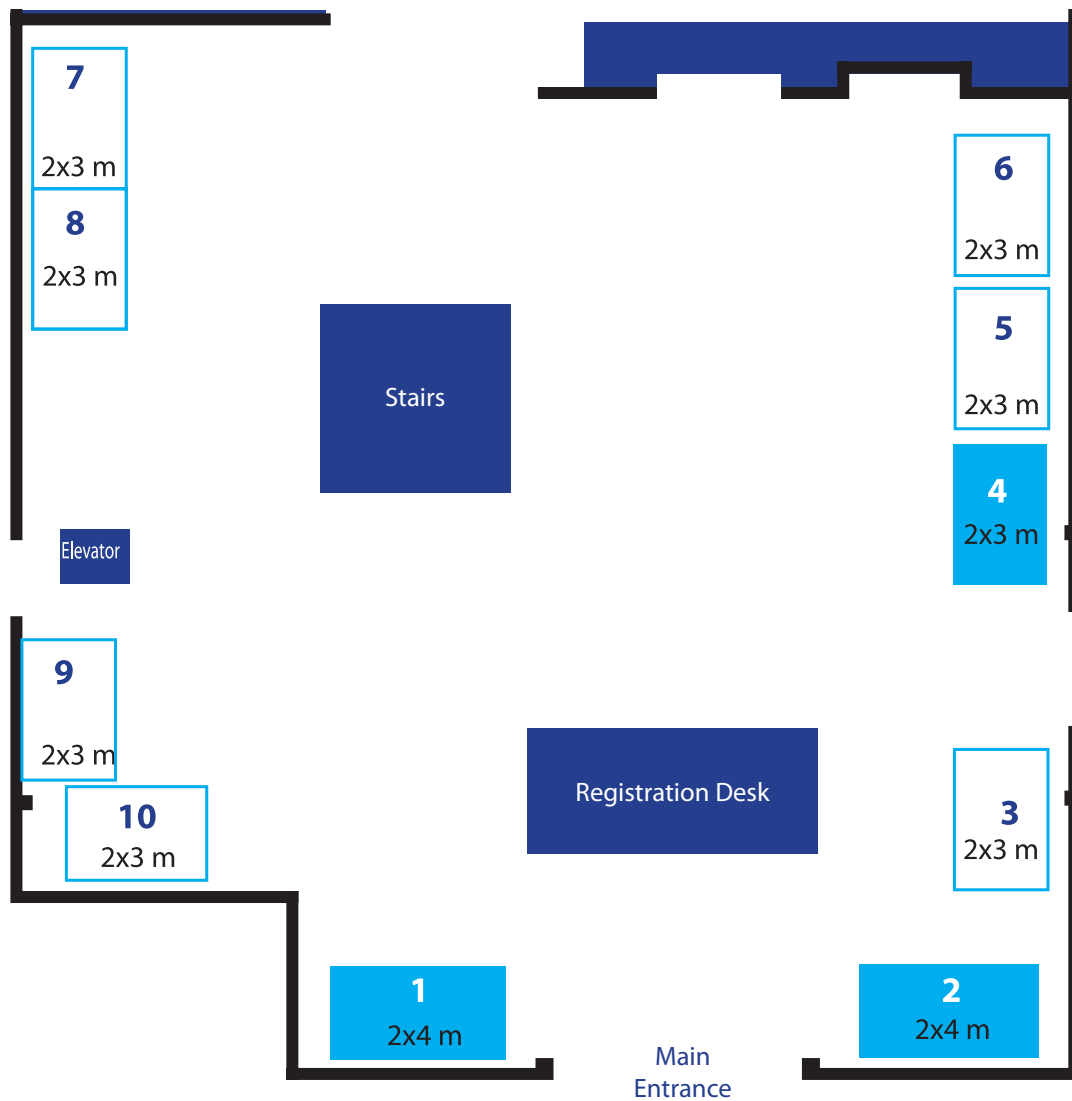 7
2x3 m
8
2x3 m
6
2x3 m
5
2x3 m
Stairs
4
2x3 m
Elevator
9
2x3 m
10
2x3 m
Registration Desk
3
2x3 m
1
2x4 m
2
2x4 m
Main
Entrance